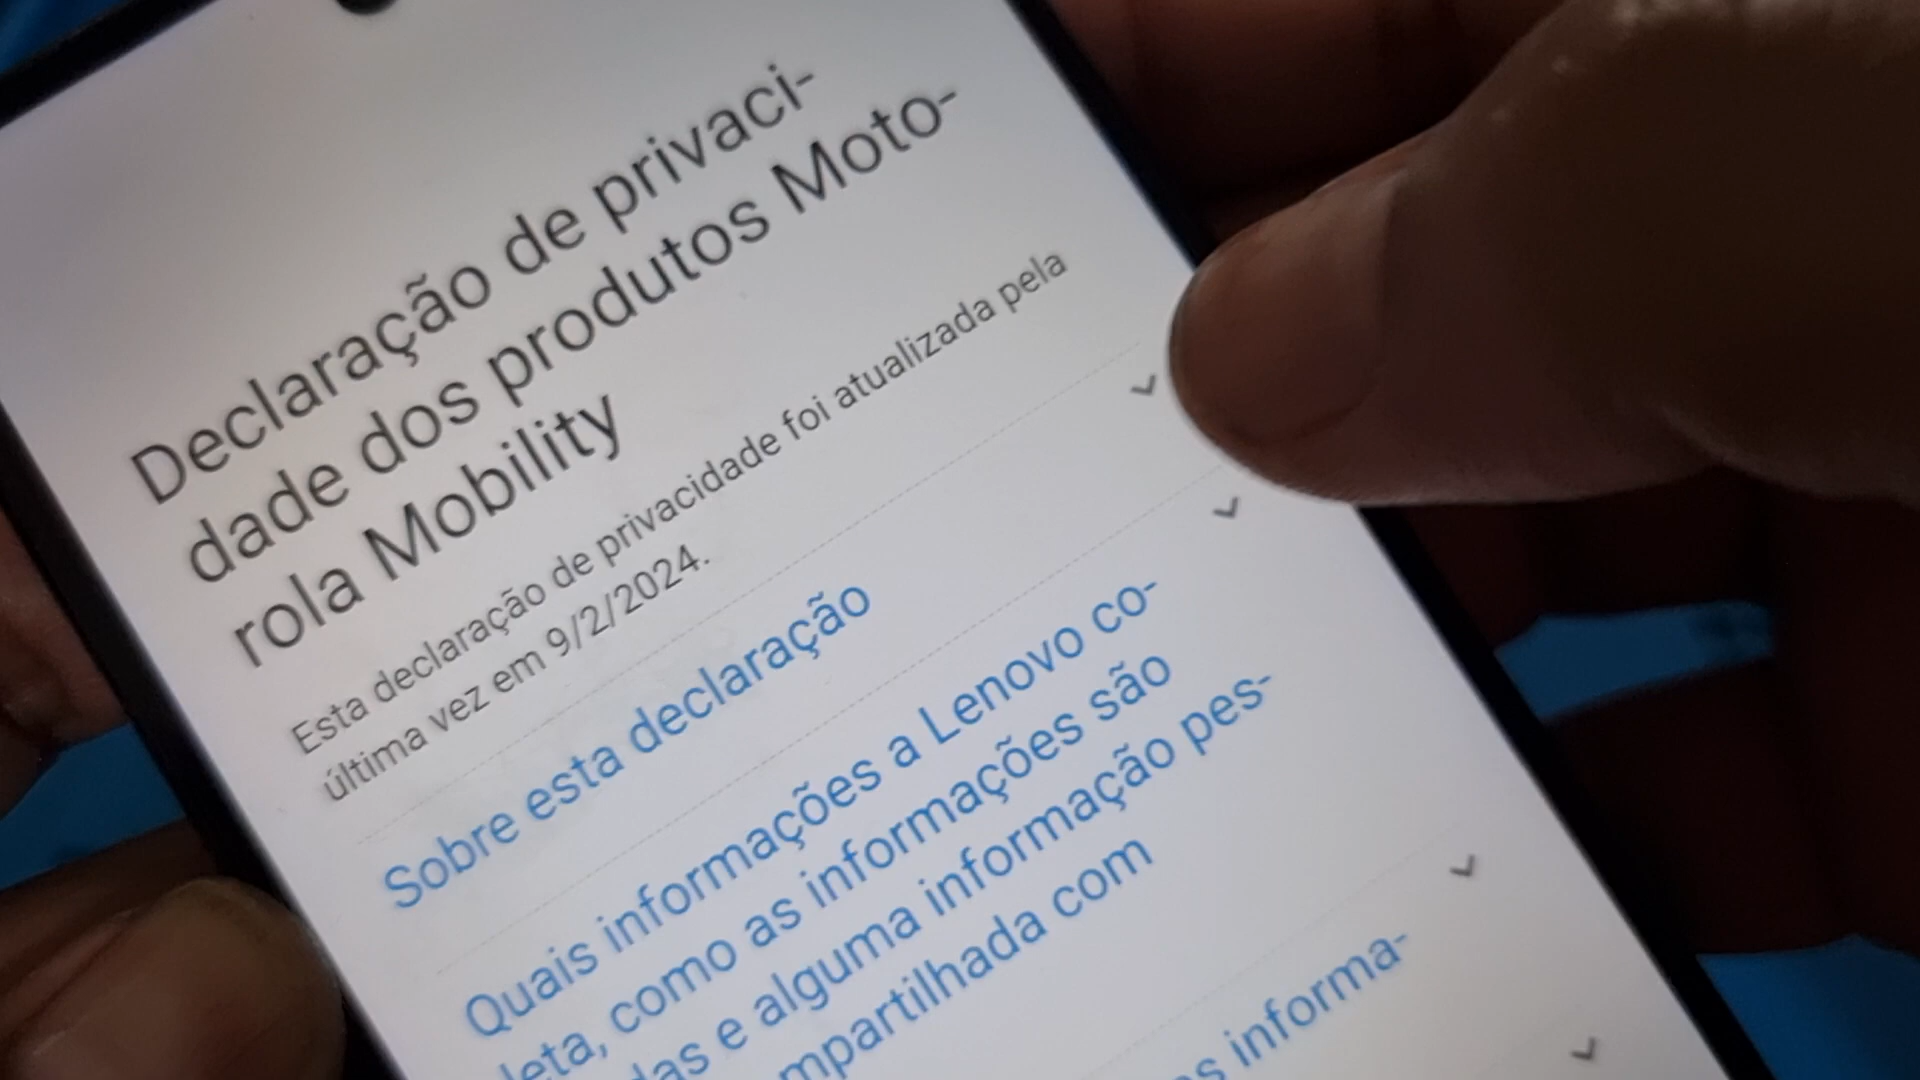 Declaração de privaci-
dade dos produtos Moto-
rola Mobility
Esta declaração de privacidade foi atualizada pela
última vez em 9/2/2024.
Sobre esta declaração
Quais informações a Lenovo co-
leta, como as informações são
e alguma informação pes-
compartilhada com
informa-